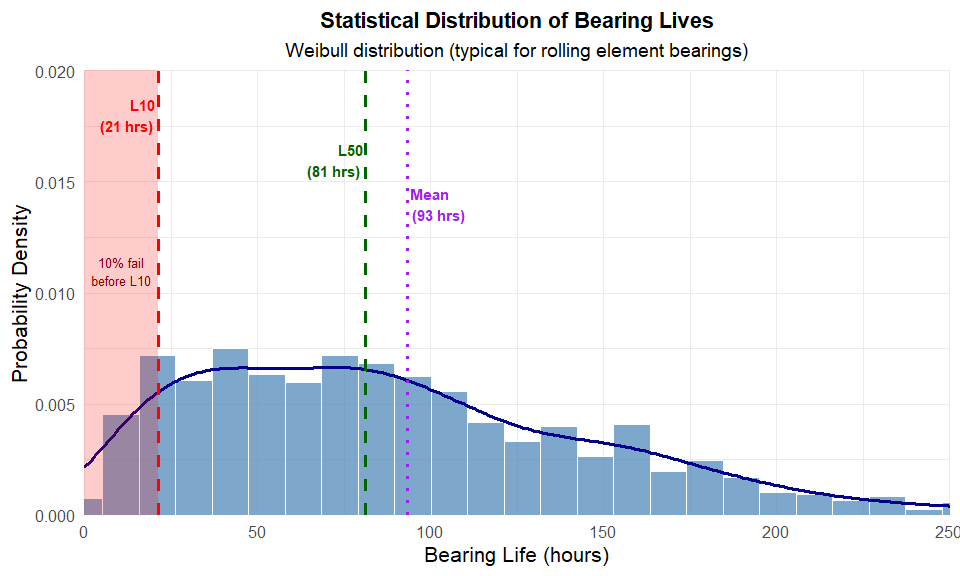 Statistical Distribution of Bearing Lives
Weibull distribution (typical for rolling element bearings)
Probability Density
0.020
0.015
0.010
0.005
0.000
L10
(21 hrs)
L50
(81 hrs)
Mean
(93 hrs)
10% fail
before L10
0
50
100
150
200
250
Bearing Life (hours)